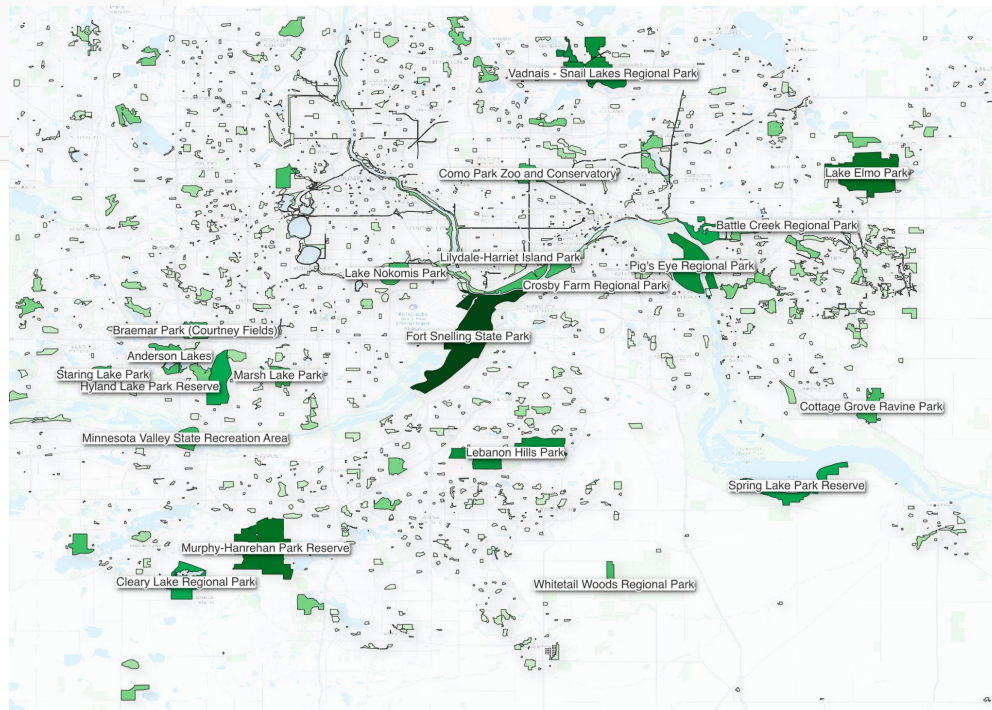 Vadnais - Snail Lakes Regional Park
Como Park Zoo and Conservatory
Lake Elmo Park
Battle Creek Regional Park
Lilydale-Harriet Island Park
Pig's Eye Regional Park
Lake Nokomis Park
Crosby Farm Regional Park
Braemar Park (Courtney Fields)
Fort Snelling State Park
Anderson Lakes
Staring Lake Park
Marsh Lake Park
Hyland Lake Park Reserve
Cottage Grove Ravine Park
Minnesota Valley State Recreation Area
Lebanon Hills Park
Spring Lake Park Reserve
Murphy-Hanrehan Park Reserve
Cleary Lake Regional Park
Whitetail Woods Regional Park